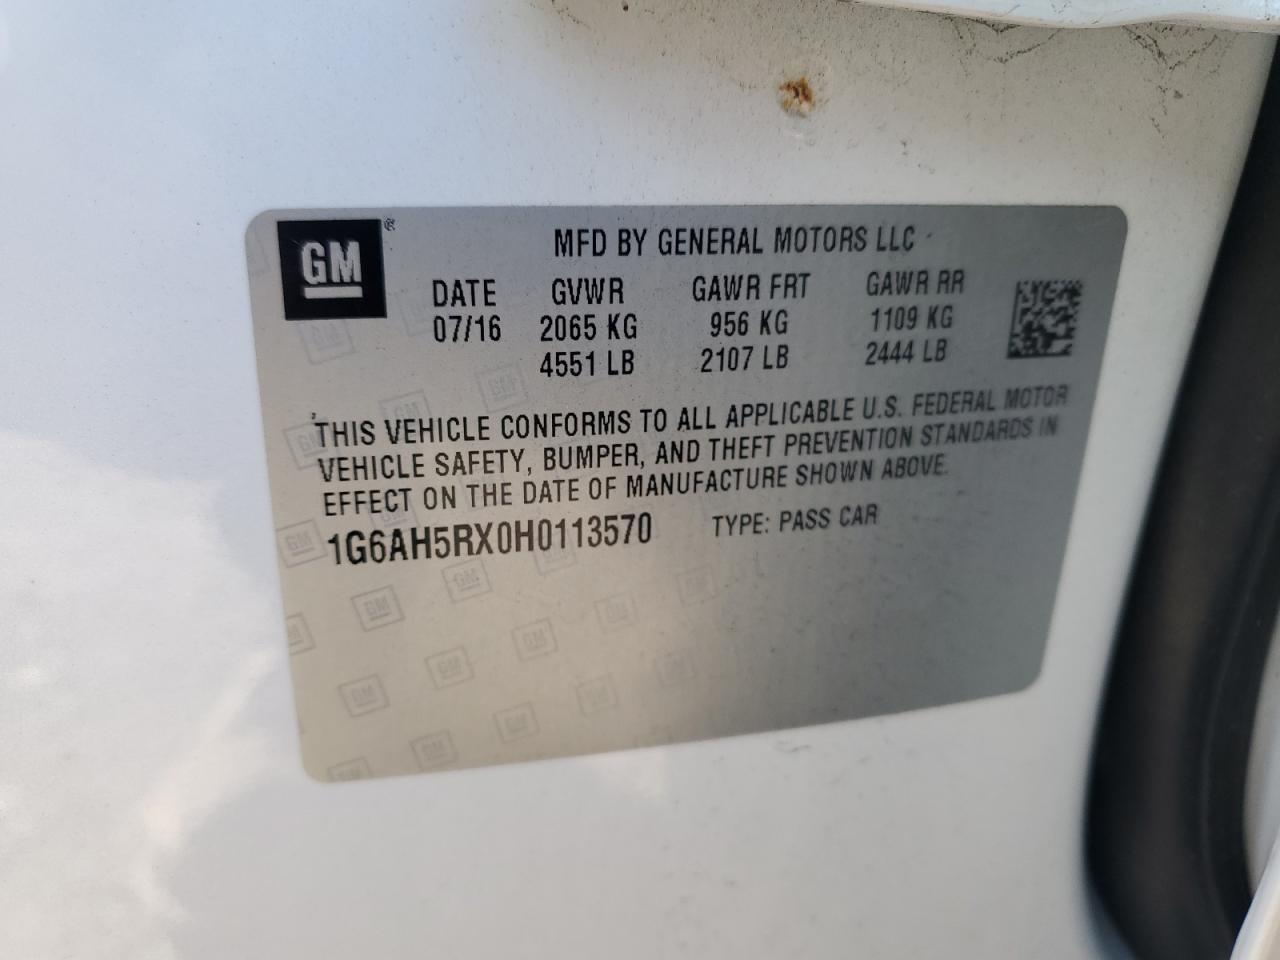 GM ®
MFD BY GENERAL MOTORS LLC
DATE GVWR GAWR FRT GAWR RR
07/16 2065 KG 956 KG 1109 KG
4551 LB 2107 LB 2444 LB
THIS VEHICLE CONFORMS TO ALL APPLICABLE U.S. FEDERAL MOTOR
VEHICLE SAFETY, BUMPER, AND THEFT PREVENTION STANDARDS IN
EFFECT ON THE DATE OF MANUFACTURE SHOWN ABOVE.
1G6AH5RX0H0113570 TYPE: PASS CAR